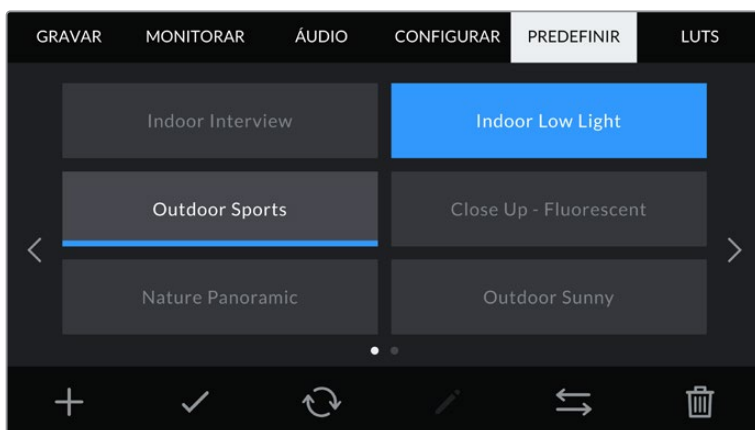 GRAVAR MONITORAR ÁUDIO CONFIGURAR PREDEFINIR LUTS
Indoor Interview Indoor Low Light
Outdoor Sports Close Up - Fluorescent
Nature Panoramic Outdoor Sunny